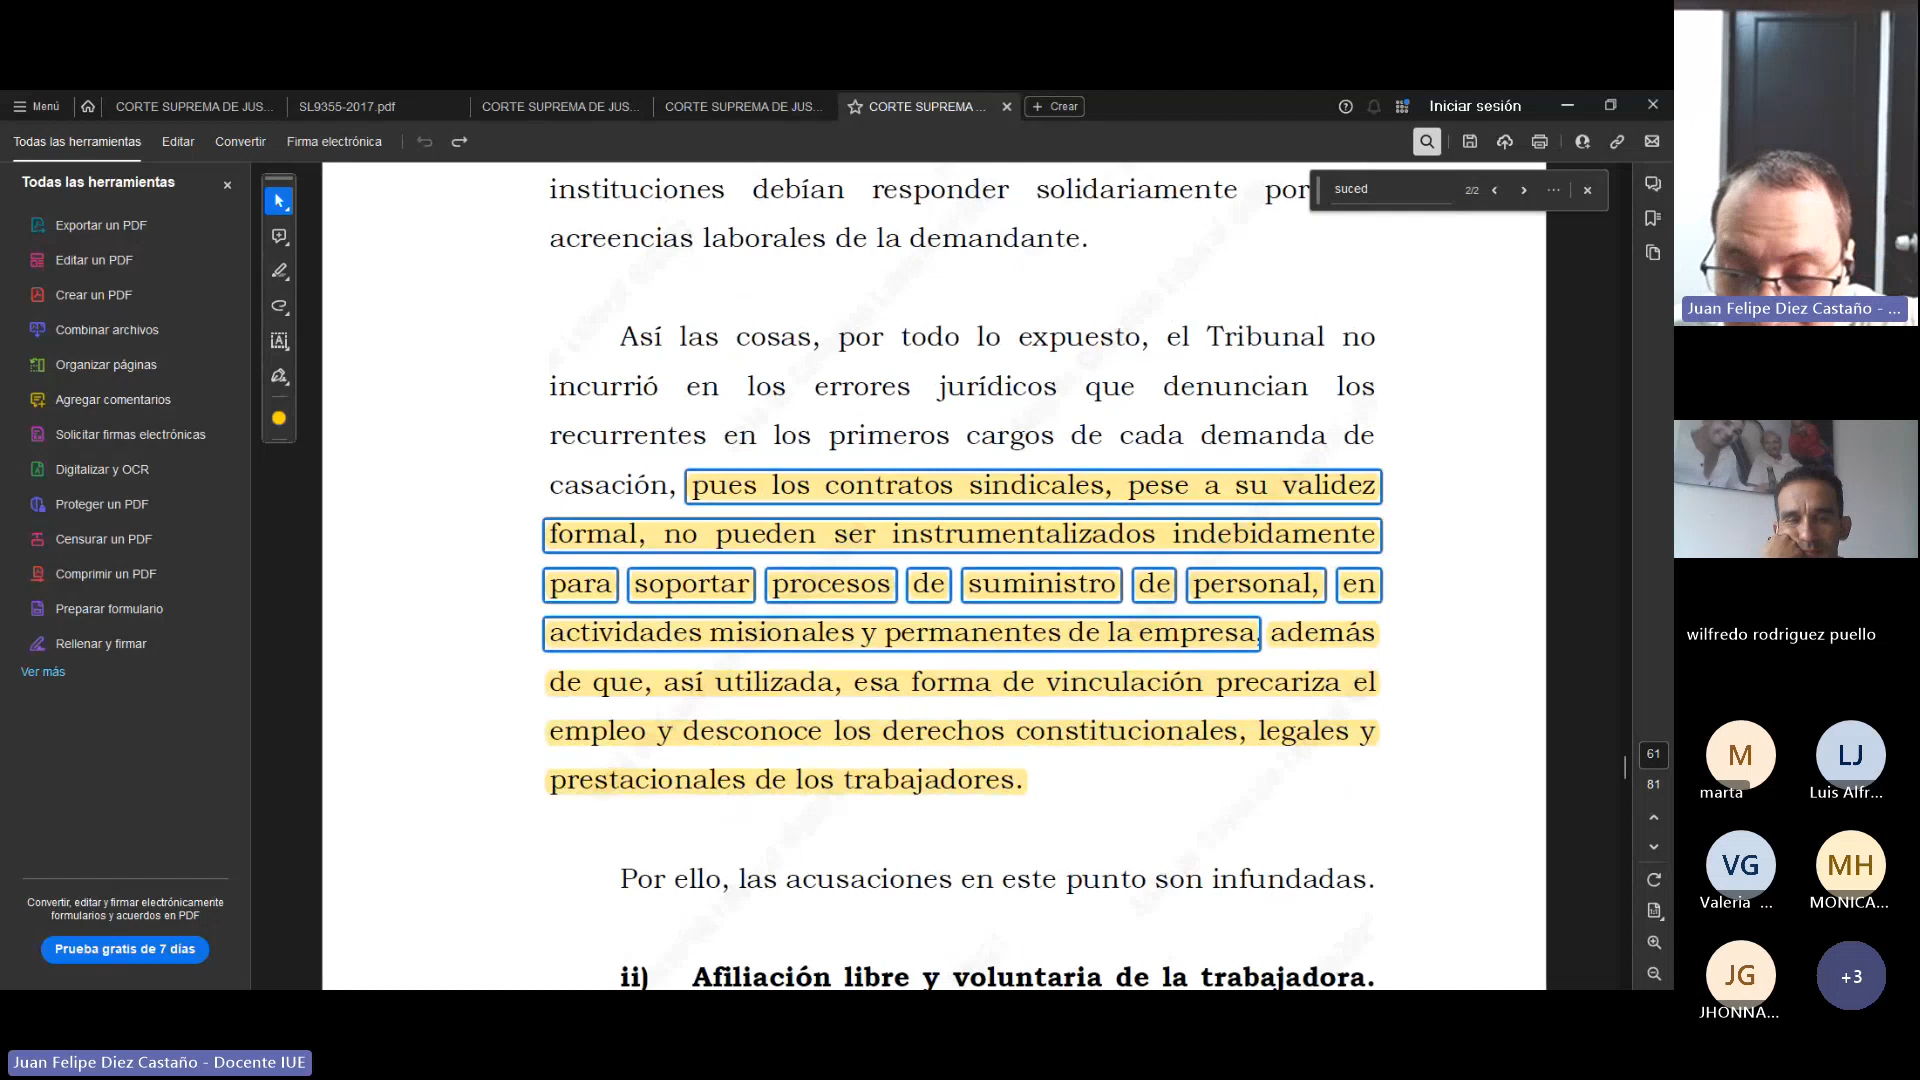 Menú
CORTE SUPREMA DE JUS...
SL9355-2017.pdf
CORTE SUPREMA DE JUS...
CORTE SUPREMA DE JUS...
CORTE SUPREMA ...
Crear
Iniciar sesión
Todas las herramientas
Editar
Convertir
Firma electrónica
Todas las herramientas
Exportar un PDF
Editar un PDF
Crear un PDF
Combinar archivos
Organizar páginas
Agregar comentarios
Solicitar firmas electrónicas
Digitalizar y OCR
Proteger un PDF
Censurar un PDF
Comprimir un PDF
Preparar formulario
Rellenar y firmar
Ver más
Convertir, editar y firmar electrónicamente
formularios y acuerdos en PDF
Prueba gratis de 7 días
suced
2/2
instituciones debían responder solidariamente por
acreencias laborales de la demandante.
Así las cosas, por todo lo expuesto, el Tribunal no
incurrió en los errores jurídicos que denuncian los
recurrentes en los primeros cargos de cada demanda de
casación, pues los contratos sindicales, pese a su validez
formal, no pueden ser instrumentalizados indebidamente
para soportar procesos de suministro de personal, en
actividades misionales y permanentes de la empresa, además
de que, así utilizada, esa forma de vinculación precariza el
empleo y desconoce los derechos constitucionales, legales y
prestacionales de los trabajadores.
Por ello, las acusaciones en este punto son infundadas.
ii) Afiliación libre y voluntaria de la trabajadora.
61
81
Juan Felipe Diez Castaño - ...
wilfredo rodriguez puello
M
marta
LJ
Luis Alfr...
VG
Valeria ...
MH
MONICA...
JG
JHONNA...
+3
Juan Felipe Diez Castaño - Docente IUE